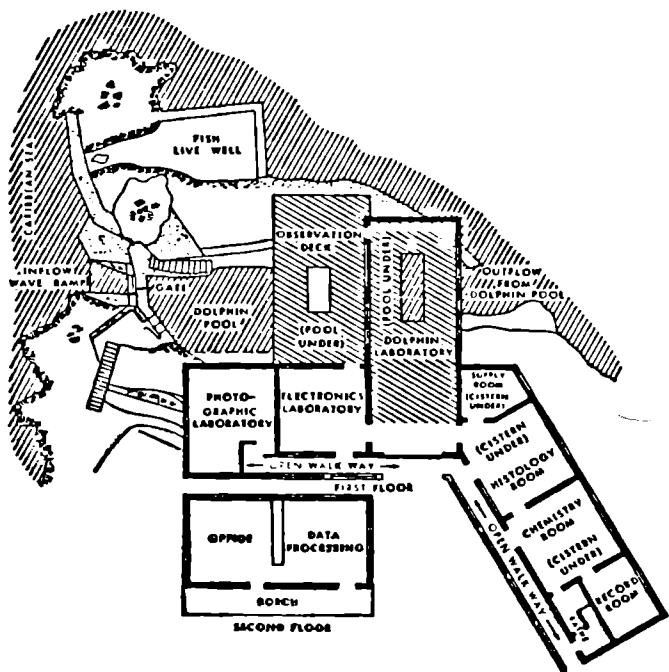 CARIBBEAN SEA
FISH
LIVE WELL
OBSERVATION
DECK
(POOL
UNDER)
(POOL UNDER)
DOLPHIN
LABORATORY
INFLOW
WAVE RAMP
GATE
DOLPHIN
POOL
OUTFLOW
FROM
DOLPHIN POOL
PHOTO-
GRAPHIC
LABORATORY
ELECTRONICS
LABORATORY
SUPPLY
ROOM
(CISTERN
UNDER)
OPEN WALK WAY
FIRST FLOOR
(CISTERN
UNDER)
HISTOLOGY
ROOM
CHEMISTRY
ROOM
(CISTERN
UNDER)
OPEN WALK WAY
RECORD
ROOM
OFFICE
DATA
PROCESSING
PORCH
SECOND FLOOR